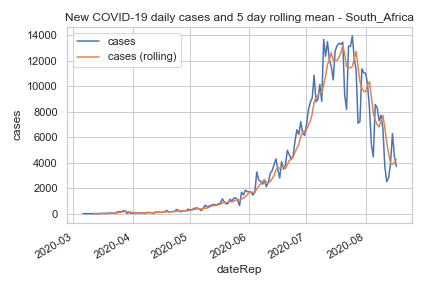 New COVID-19 daily cases and 5 day rolling mean - South_Africa
cases
cases (rolling)
14000
12000
10000
8000
6000
4000
2000
0
cases
2020-03
2020-04
2020-05
2020-06
2020-07
2020-08
dateRep